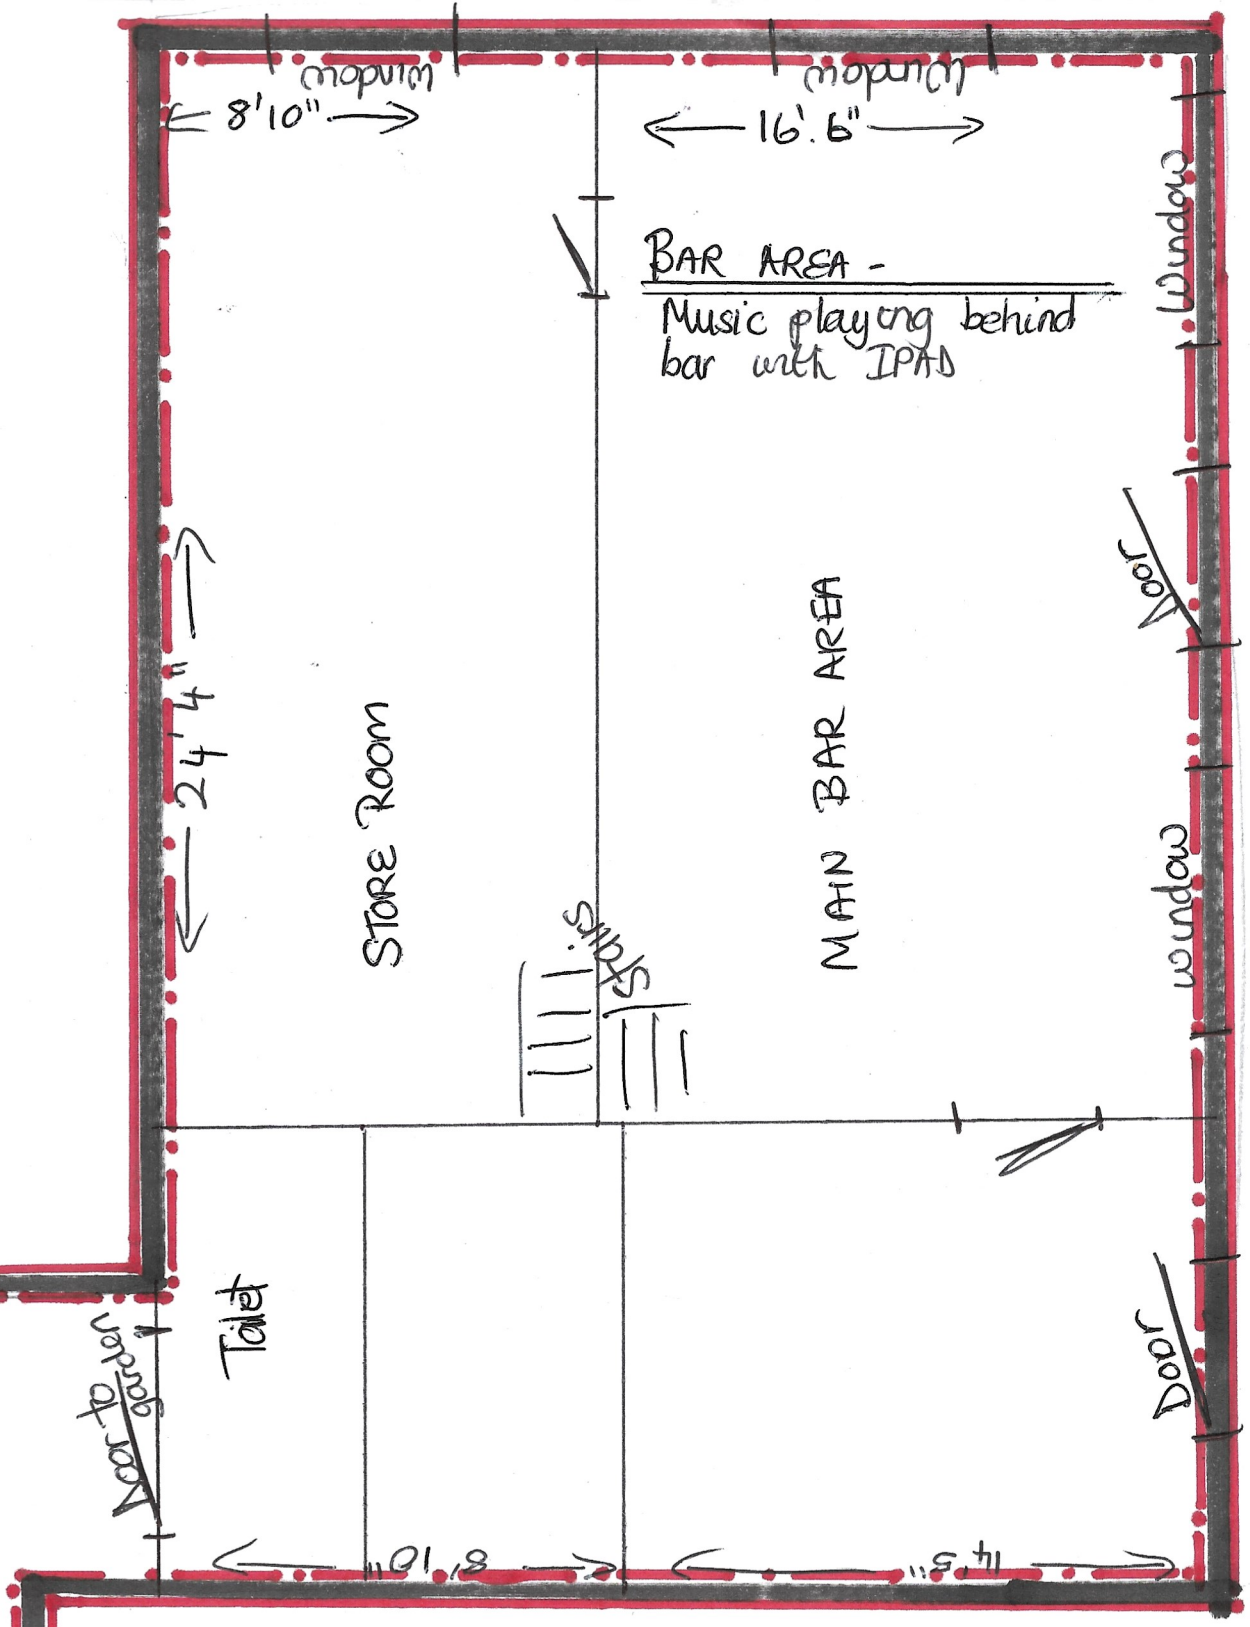 Window
Window
8'10"
16'.6"
Window
BAR AREA -
Music playing behind
bar with IPAD
Door
24'4"
STORE ROOM
MAIN BAR AREA
Window
Stairs
Toilet
Door to
garden
Door
8'10"
14'5"